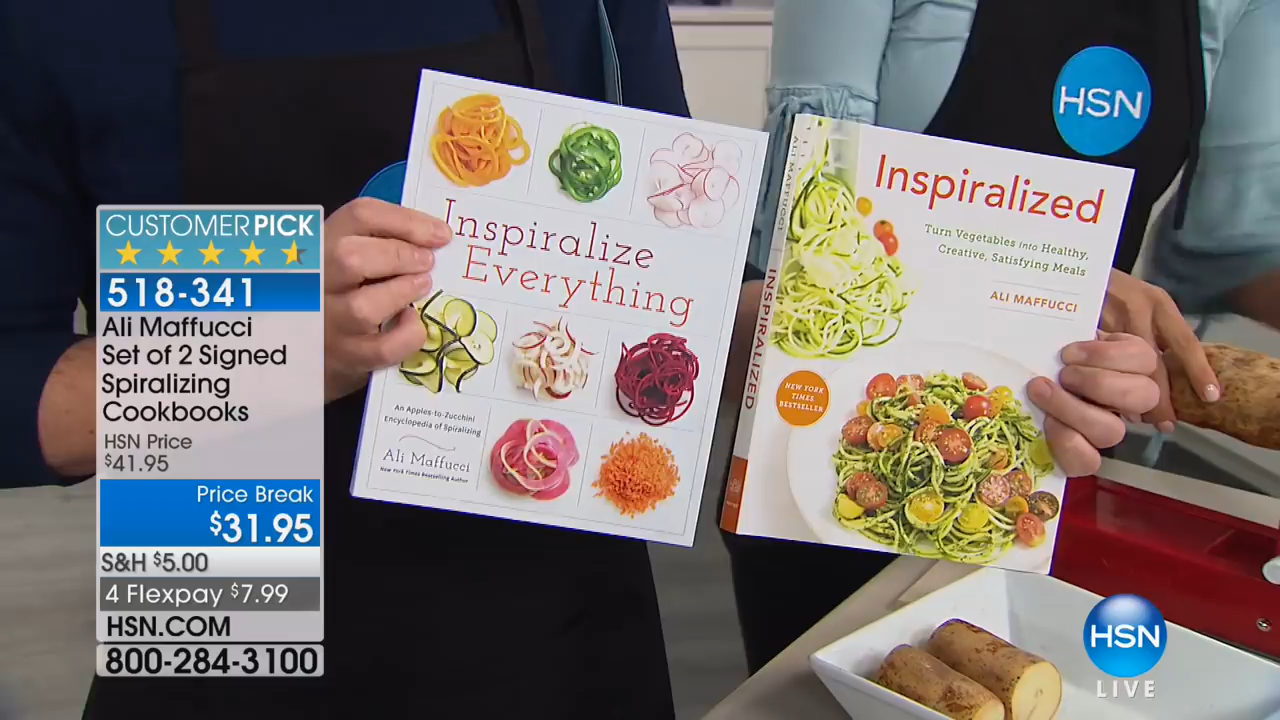 CUSTOMER PICK
518-341
Ali Maffucci
Set of 2 Signed
Spiralizing
Cookbooks
HSN Price
$41.95
Price Break
$31.95
S&H $5.00
4 Flexpay $7.99
HSN.COM
800-284-3100
Inspiralize
Everything
An Apples-to-Zucchini
Encyclopedia of Spiralizing
Ali Maffucci
New York Times Bestselling Author
ALI MAFFUCCI
INSPIRALIZED
Inspiralized
Turn Vegetables into Healthy,
Creative, Satisfying Meals
ALI MAFFUCCI
NEW YORK
TIMES
BESTSELLER
HSN
HSN
LIVE